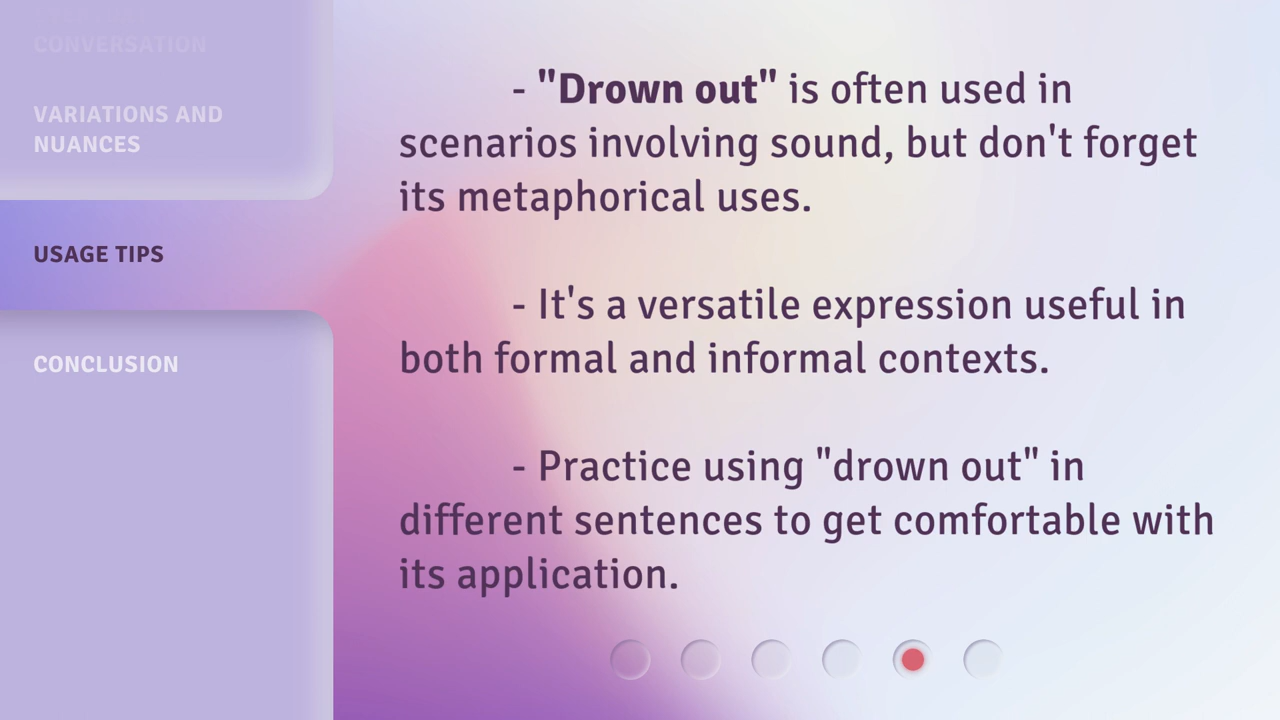 CONVERSATION
VARIATIONS AND
NUANCES
USAGE TIPS
CONCLUSION
- "Drown out" is often used in
scenarios involving sound, but don't forget
its metaphorical uses.
- It's a versatile expression useful in
both formal and informal contexts.
- Practice using "drown out" in
different sentences to get comfortable with
its application.